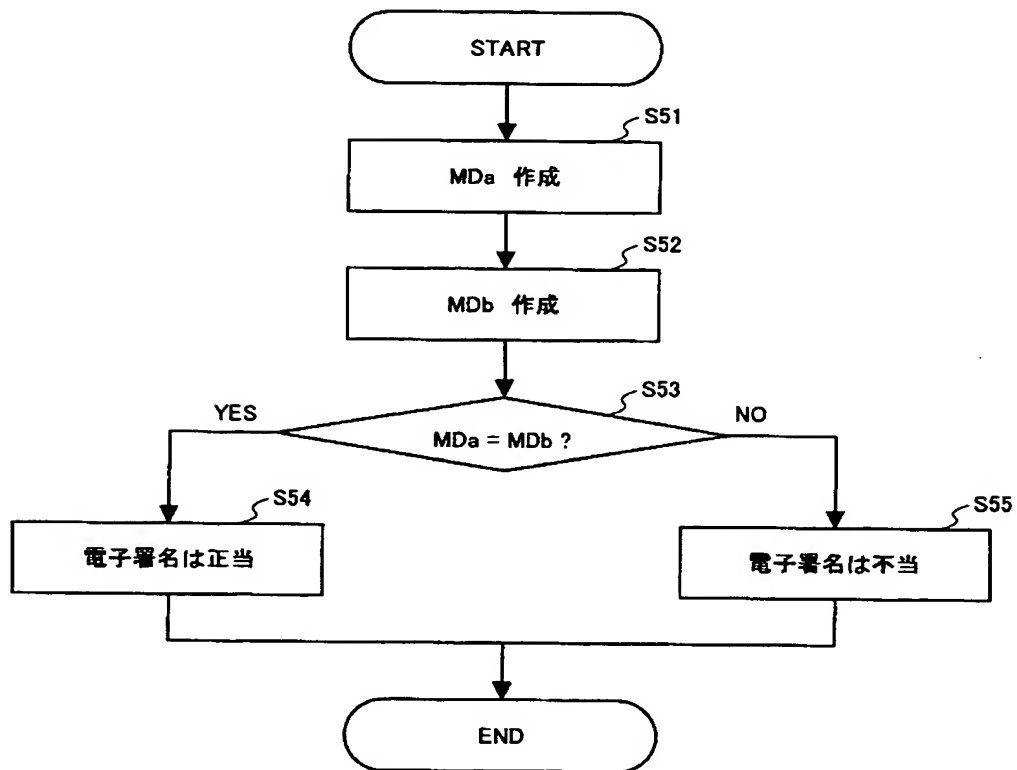 START
S51
MDa 作成
S52
MDb 作成
S53
YES
NO
MDa = MDb ?
S54
S55
電子署名は正当
電子署名は不当
END